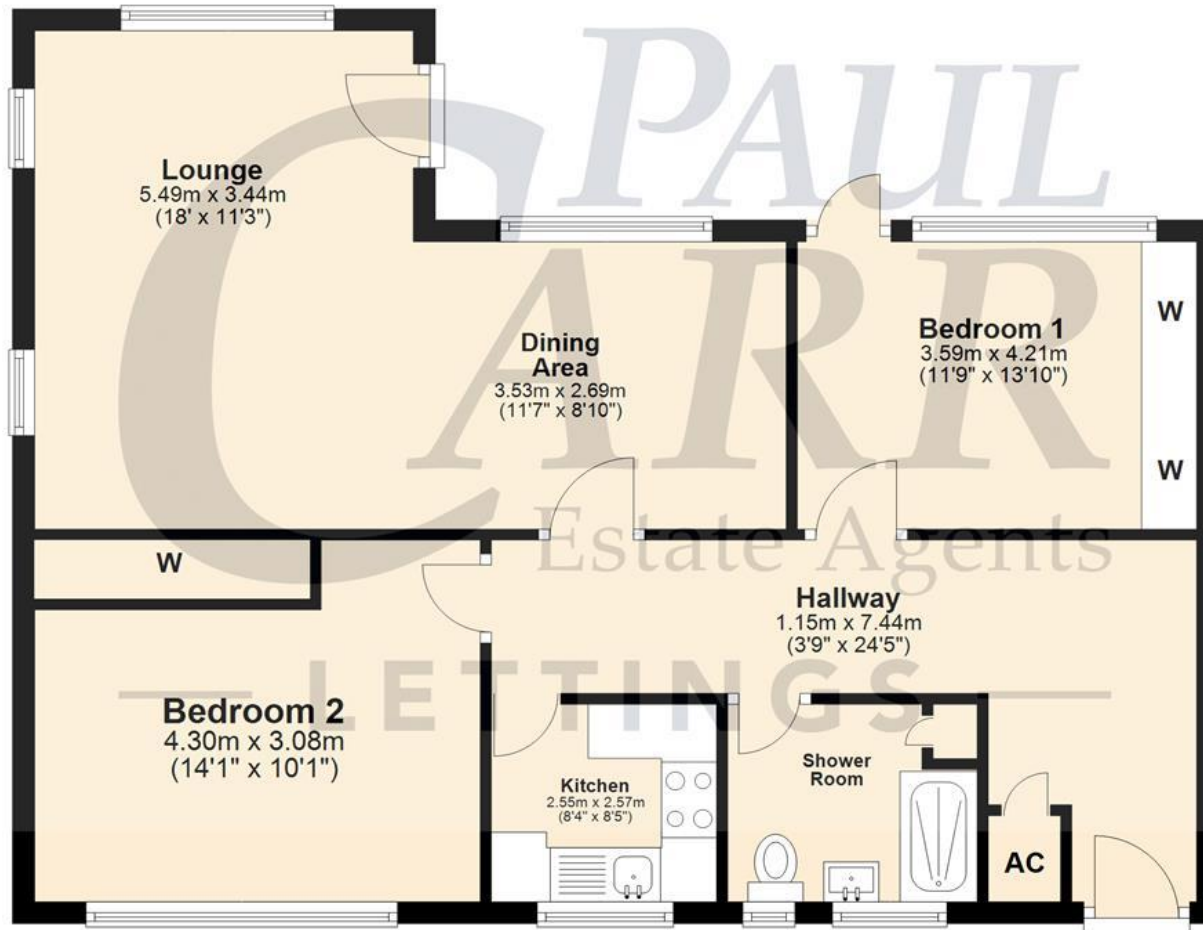 PAUL
CARR
Estate Agents
LETTINGS
Lounge
5.49m x 3.44m
(18' x 11'3")
Dining
Area
3.53m x 2.69m
(11'7" x 8'10")
Bedroom 1
3.59m x 4.21m
(11'9" x 13'10")
W
W
W
Hallway
1.15m x 7.44m
(3'9" x 24'5")
Bedroom 2
4.30m x 3.08m
(14'1" x 10'1")
Kitchen
2.55m x 2.57m
(8'4" x 8'5")
Shower
Room
AC